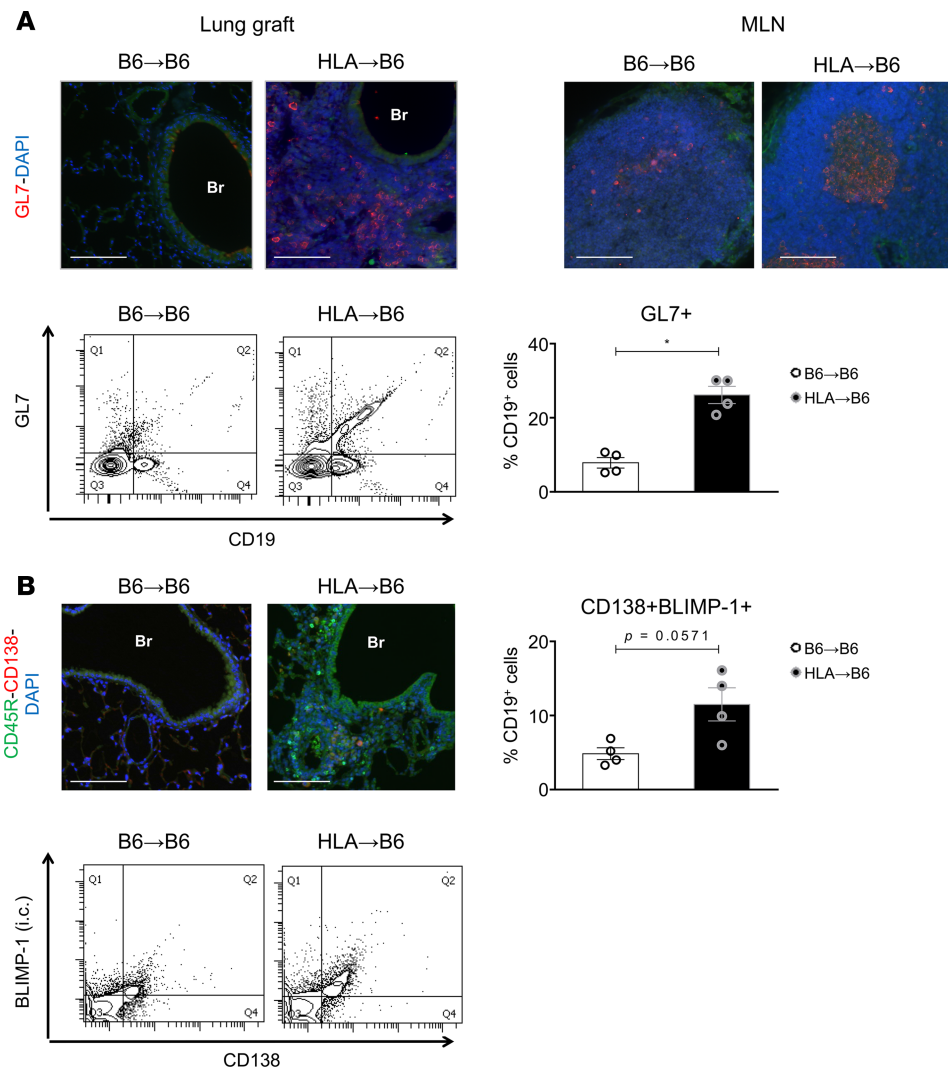 A
Lung graft
MLN
B6→B6
HLA→B6
B6→B6
HLA→B6
GL7-DAPI
Br
Br
B6→B6
HLA→B6
GL7
Q1
Q2
Q3
Q4
Q1
Q2
Q3
Q4
CD19
GL7+
% CD19+ cells
40
20
0
*
B6→B6
HLA→B6
B
B6→B6
HLA→B6
CD45R-CD138-
DAPI
Br
Br
CD138+BLIMP-1+
% CD19+ cells
20
10
0
p = 0.0571
B6→B6
HLA→B6
B6→B6
HLA→B6
BLIMP-1 (i.c.)
Q1
Q2
Q3
Q4
Q1
Q2
Q3
Q4
CD138